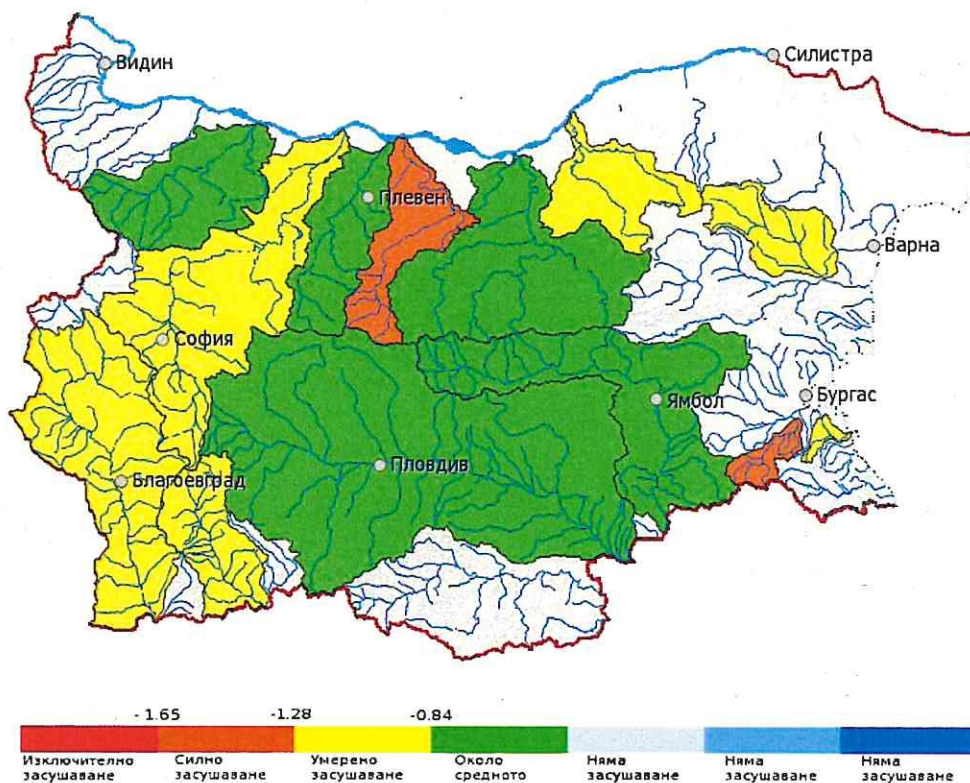 Видин
Силистра
Плевен
Варна
София
Ямбол
Бургас
Пловдив
Благоевград
- 1.65 -1.28 -0.84
Изключително засушаване
Силно засушаване
Умерено засушаване
Около средното
Няма засушаване
Няма засушаване
Няма засушаване